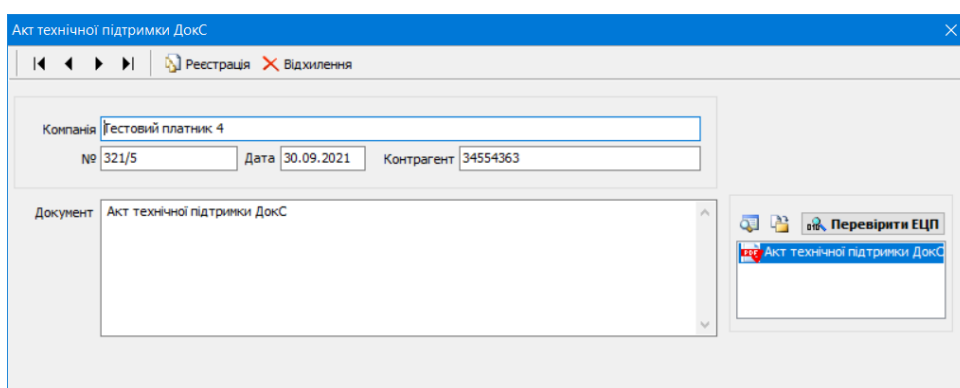 Акт технічної підтримки ДокС
Реєстрація Відхилення
Компанія Тестовий платник 4
№ 321/5 Дата 30.09.2021 Контрагент 34554363
Документ Акт технічної підтримки ДокС
Перевірити ЕЦП
PDF Акт технічної підтримки ДокС